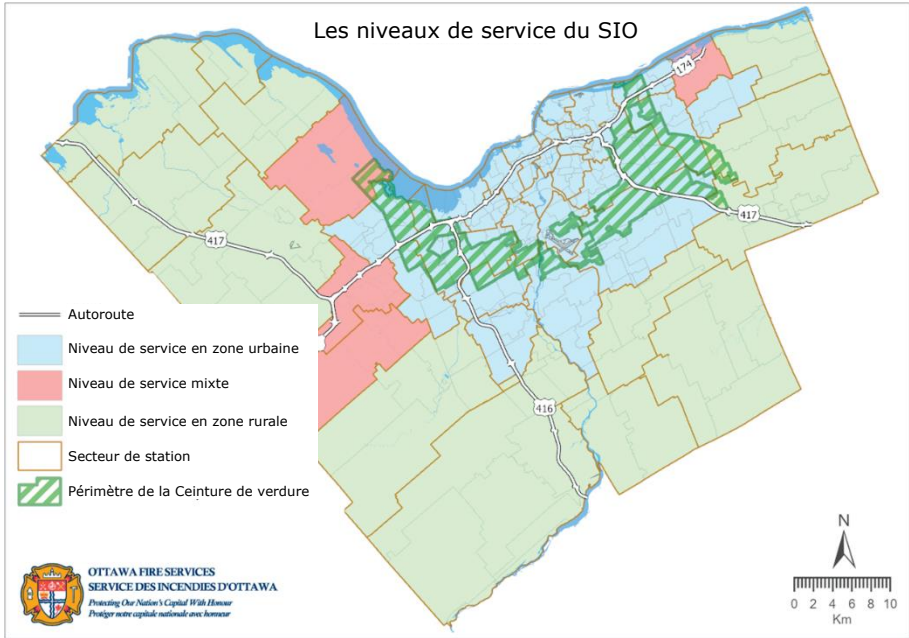 Les niveaux de service du SIO
174
417
417
416
Autoroute
Niveau de service en zone urbaine
Niveau de service mixte
Niveau de service en zone rurale
Secteur de station
Périmètre de la Ceinture de verdure
OTTAWA FIRE SERVICES
SERVICE DES INCENDIES D'OTTAWA
Protecting Our Nation's Capital With Honour
Protéger notre capitale nationale avec honneur
N
0 2 4 6 8 10
Km